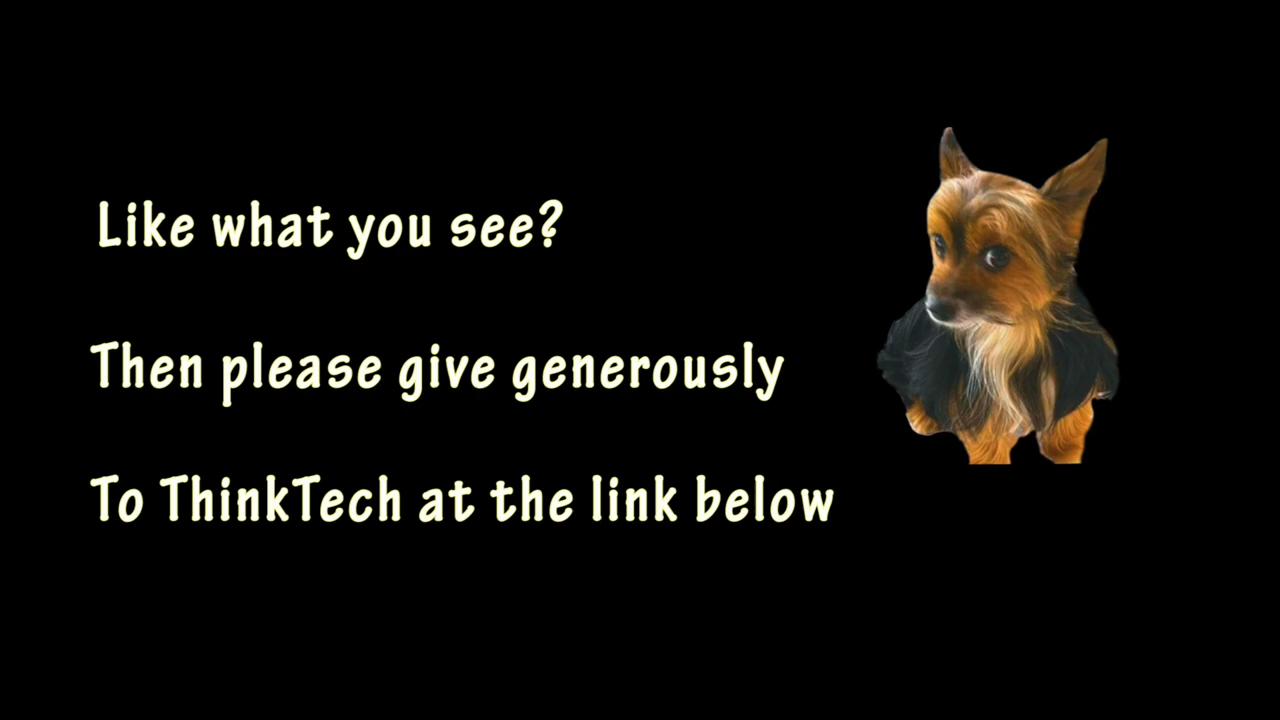 Like what you see?
Then please give generously
To ThinkTech at the link below